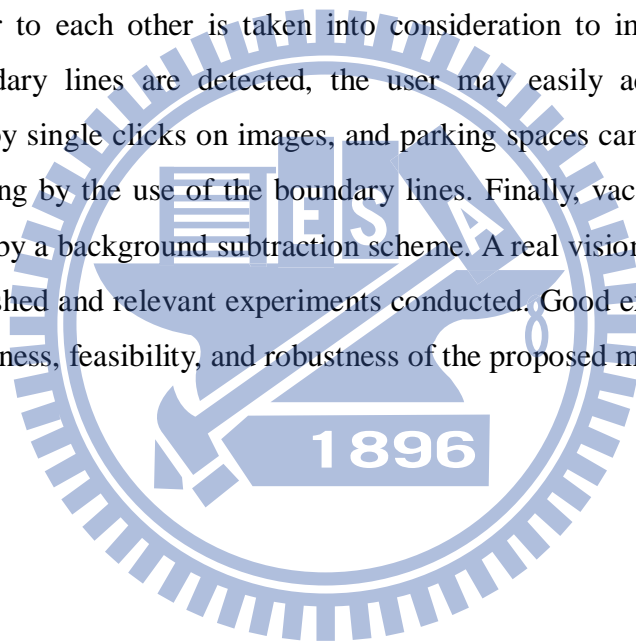 r to each other is taken into consideration to in
dary lines are detected, the user may easily ad
by single clicks on images, and parking spaces can
ng by the use of the boundary lines. Finally, vac
by a background subtraction scheme. A real vision
shed and relevant experiments conducted. Good ex
ness, feasibility, and robustness of the proposed m
E S A
1896